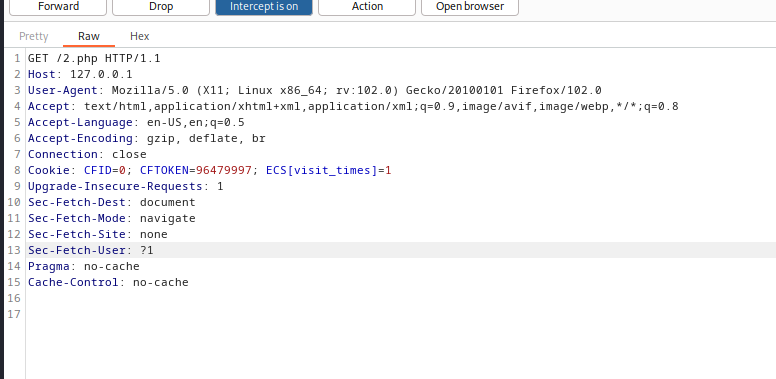 Forward Drop Intercept is on Action Open browser
Pretty Raw Hex
1 GET /2.php HTTP/1.1
2 Host: 127.0.0.1
3 User-Agent: Mozilla/5.0 (X11; Linux x86_64; rv:102.0) Gecko/20100101 Firefox/102.0
4 Accept: text/html,application/xhtml+xml,application/xml;q=0.9,image/avif,image/webp,*/*;q=0.8
5 Accept-Language: en-US,en;q=0.5
6 Accept-Encoding: gzip, deflate, br
7 Connection: close
8 Cookie: CFID=0; CFTOKEN=96479997; ECS[visit_times]=1
9 Upgrade-Insecure-Requests: 1
10 Sec-Fetch-Dest: document
11 Sec-Fetch-Mode: navigate
12 Sec-Fetch-Site: none
13 Sec-Fetch-User: ?1
14 Pragma: no-cache
15 Cache-Control: no-cache
16
17